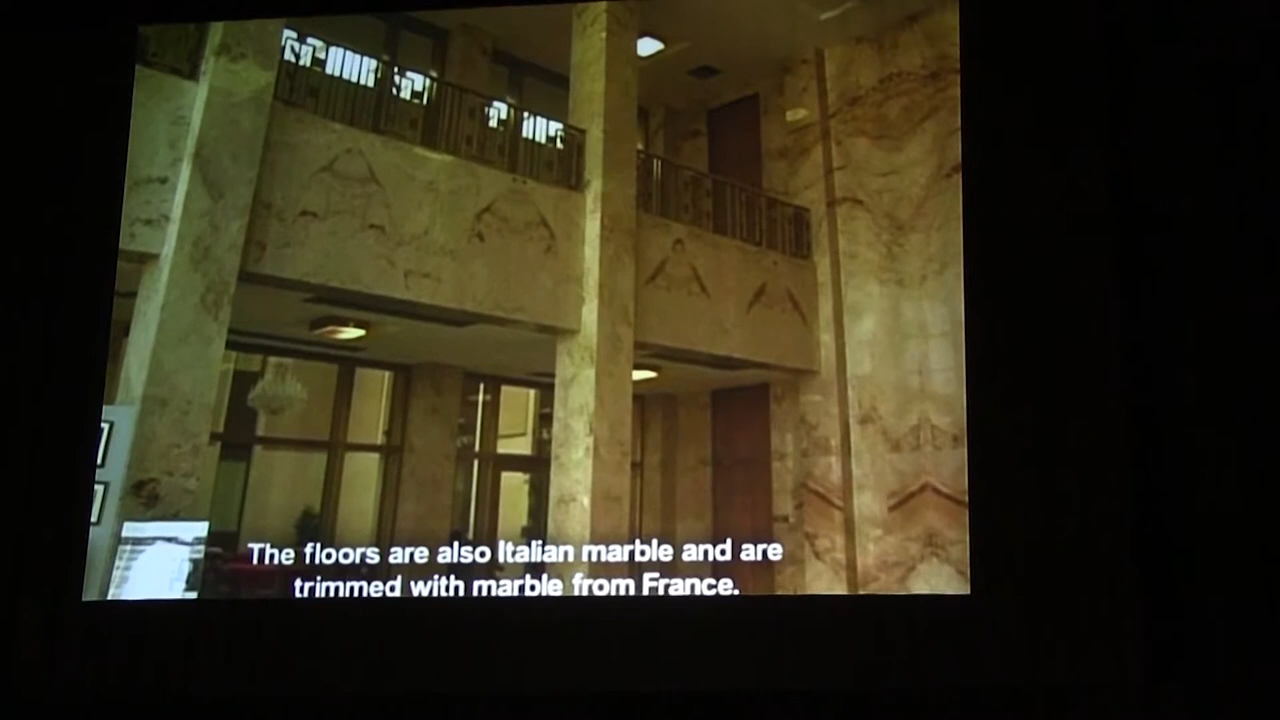 The floors are also Italian marble and are
trimmed with marble from France.